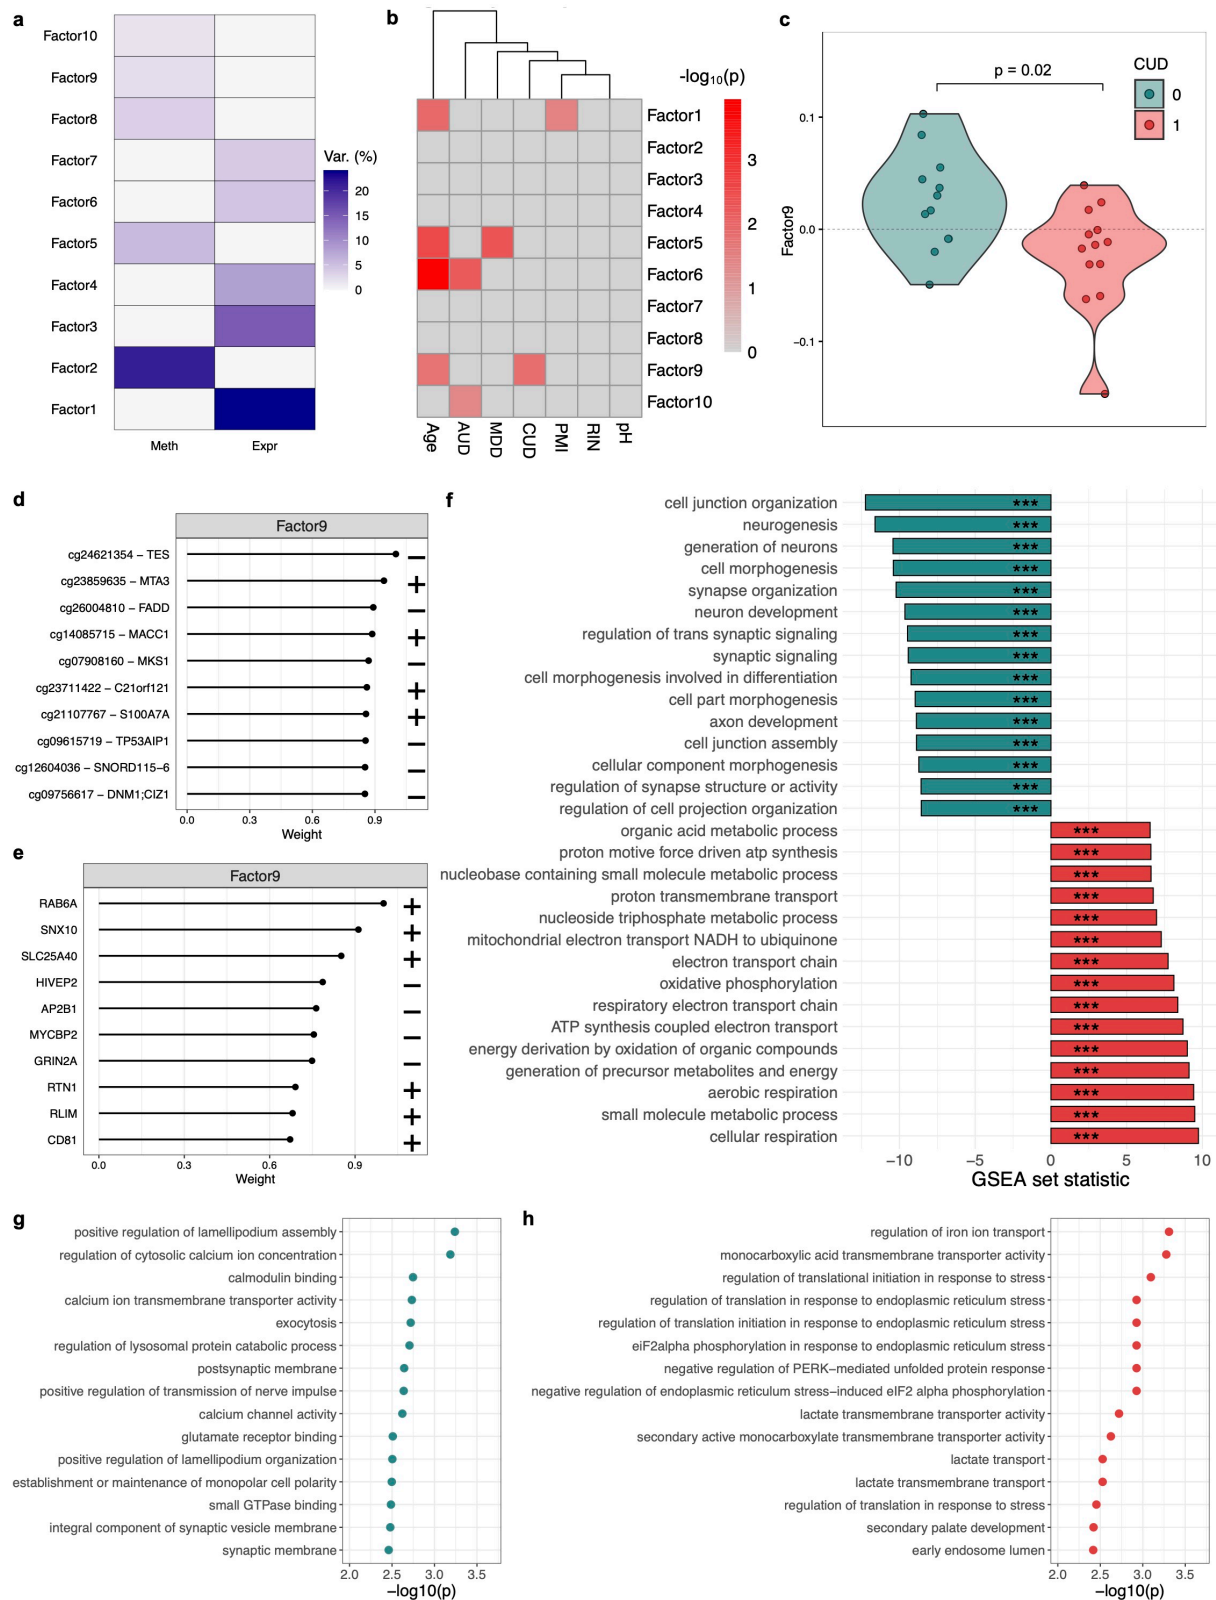 a
Factor10
Factor9
Factor8
Factor7
Factor6
Factor5
Factor4
Factor3
Factor2
Factor1
Meth Expr
Var. (%)
20
15
10
5
0
b
-log10(p)
3
2
1
0
Factor1
Factor2
Factor3
Factor4
Factor5
Factor6
Factor7
Factor8
Factor9
Factor10
Age AUD MDD CUD PMI RIN pH
c
p = 0.02
CUD
0
1
Factor9
0.1
0.0
−0.1
d
Factor9
cg24621354 − TES −
cg23859635 − MTA3 +
cg26004810 − FADD −
cg14085715 − MACC1 +
cg07908160 − MKS1 −
cg23711422 − C21orf121 +
cg21107767 − S100A7A +
cg09615719 − TP53AIP1 −
cg12604036 − SNORD115−6 −
cg09756617 − DNM1;CIZ1 −
0.0 0.3 0.6 0.9
Weight
e
Factor9
RAB6A +
SNX10 +
SLC25A40 +
HIVEP2 −
AP2B1 −
MYCBP2 −
GRIN2A −
RTN1 +
RLIM +
CD81 +
0.0 0.3 0.6 0.9
Weight
f
cell junction organization ***
neurogenesis ***
generation of neurons ***
cell morphogenesis ***
synapse organization ***
neuron development ***
regulation of trans synaptic signaling ***
synaptic signaling ***
cell morphogenesis involved in differentiation ***
cell part morphogenesis ***
axon development ***
cell junction assembly ***
cellular component morphogenesis ***
regulation of synapse structure or activity ***
regulation of cell projection organization ***
organic acid metabolic process ***
proton motive force driven atp synthesis ***
nucleobase containing small molecule metabolic process ***
proton transmembrane transport ***
nucleoside triphosphate metabolic process ***
mitochondrial electron transport NADH to ubiquinone ***
electron transport chain ***
oxidative phosphorylation ***
respiratory electron transport chain ***
ATP synthesis coupled electron transport ***
energy derivation by oxidation of organic compounds ***
generation of precursor metabolites and energy ***
aerobic respiration ***
small molecule metabolic process ***
cellular respiration ***
−10 −5 0 5 10
GSEA set statistic
g
positive regulation of lamellipodium assembly
regulation of cytosolic calcium ion concentration
calmodulin binding
calcium ion transmembrane transporter activity
exocytosis
regulation of lysosomal protein catabolic process
postsynaptic membrane
positive regulation of transmission of nerve impulse
calcium channel activity
glutamate receptor binding
positive regulation of lamellipodium organization
establishment or maintenance of monopolar cell polarity
small GTPase binding
integral component of synaptic vesicle membrane
synaptic membrane
2.0 2.5 3.0 3.5
−log10(p)
h
regulation of iron ion transport
monocarboxylic acid transmembrane transporter activity
regulation of translational initiation in response to stress
regulation of translation in response to endoplasmic reticulum stress
regulation of translation initiation in response to endoplasmic reticulum stress
eiF2alpha phosphorylation in response to endoplasmic reticulum stress
negative regulation of PERK−mediated unfolded protein response
negative regulation of endoplasmic reticulum stress−induced eIF2 alpha phosphorylation
lactate transmembrane transporter activity
secondary active monocarboxylate transmembrane transporter activity
lactate transport
lactate transmembrane transport
regulation of translation in response to stress
secondary palate development
early endosome lumen
2.0 2.5 3.0 3.5
−log10(p)